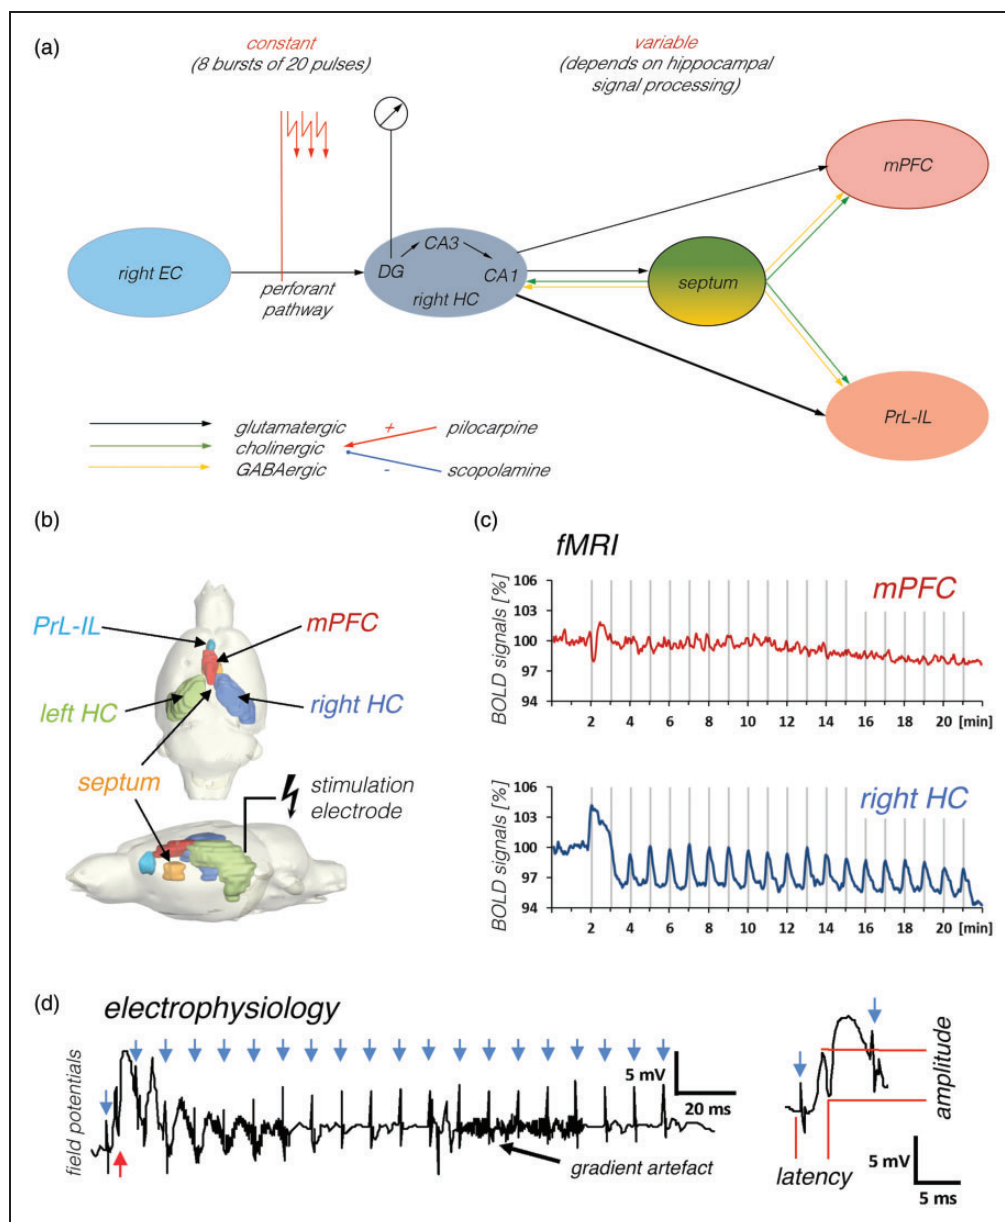 (a)
constant
(8 bursts of 20 pulses)
variable
(depends on hippocampal
signal processing)
mPFC
right EC
perforant
pathway
DG
CA3
CA1
right HC
septum
PrL-IL
glutamatergic
cholinergic
GABAergic
+
-
pilocarpine
scopolamine
(b)
PrL-IL
mPFC
left HC
right HC
septum
stimulation
electrode
(c)
fMRI
BOLD signals [%]
106
103
100
97
94
mPFC
2 4 6 8 10 12 14 16 18 20 [min]
BOLD signals [%]
106
103
100
97
94
right HC
2 4 6 8 10 12 14 16 18 20 [min]
(d)
electrophysiology
field potentials
5 mV
20 ms
gradient artefact
amplitude
latency
5 mV
5 ms